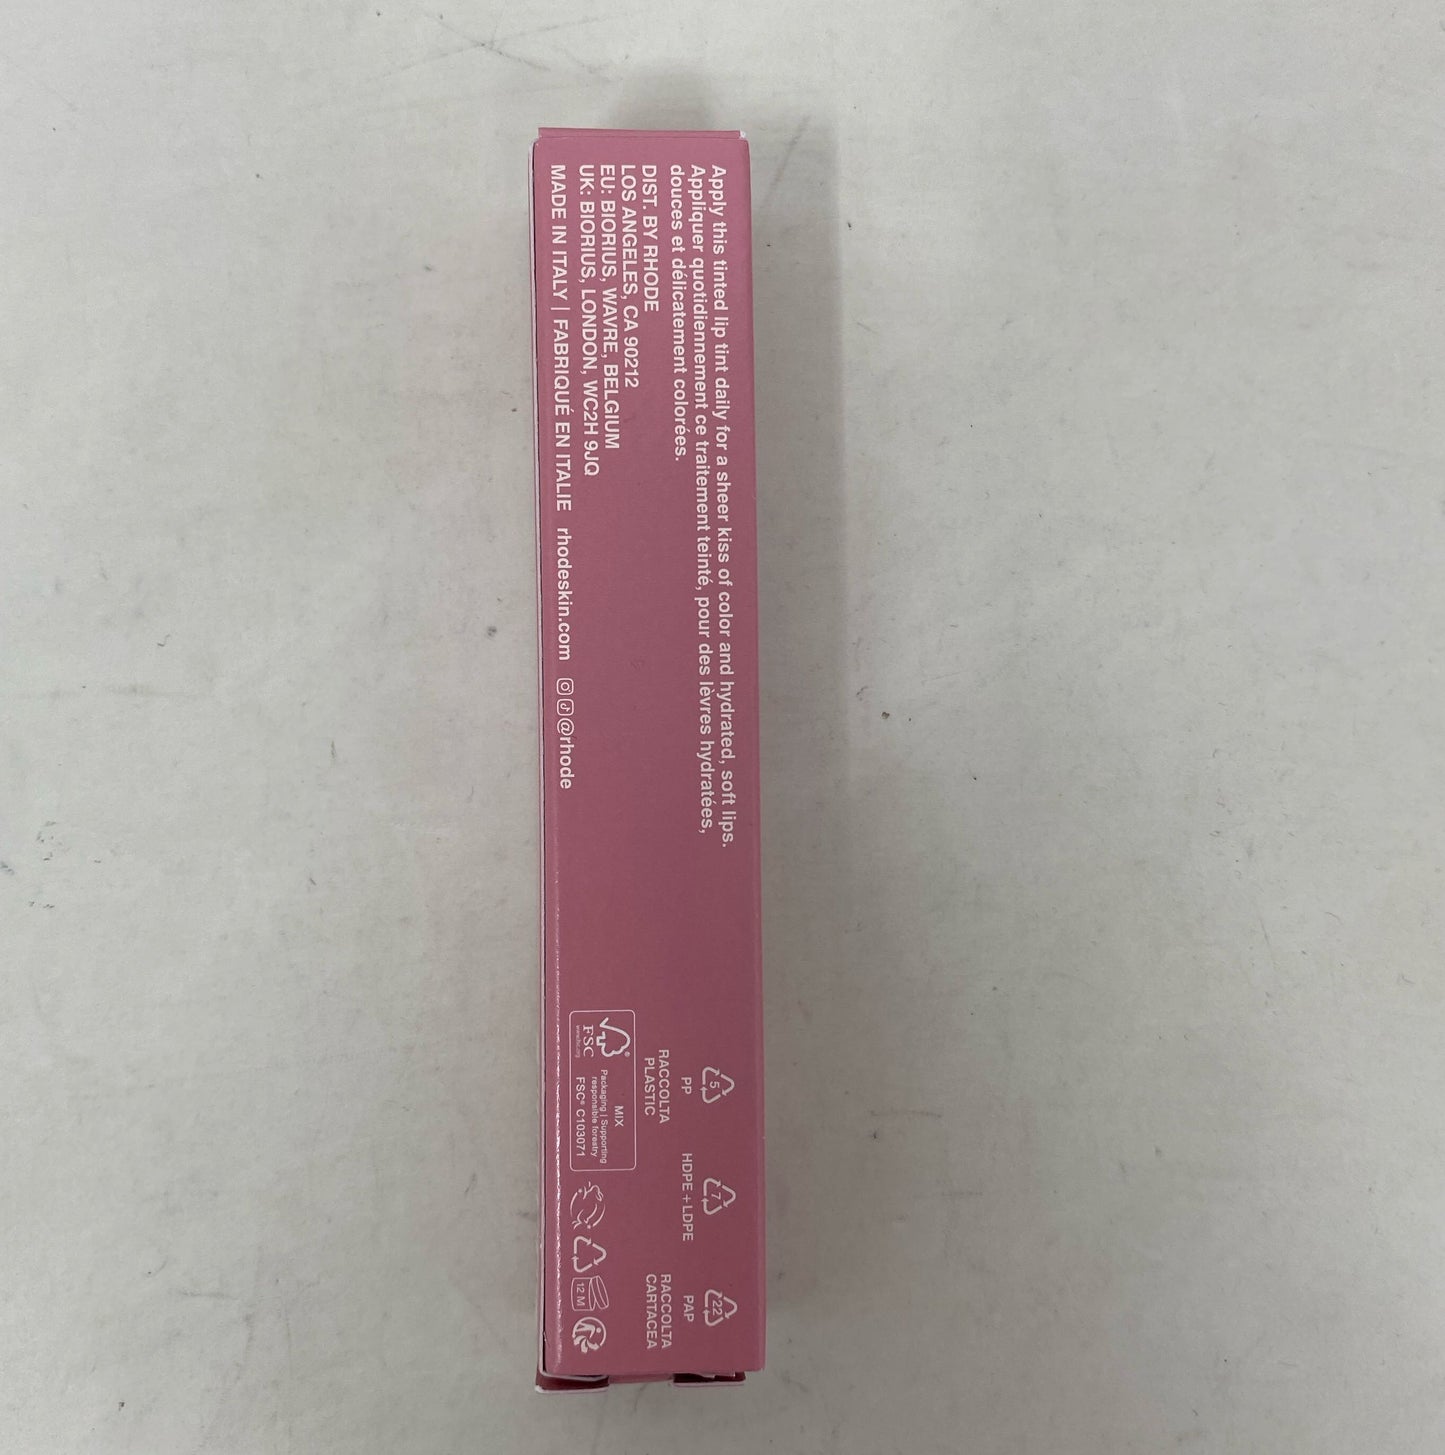 Apply this tinted lip tint daily for a sheer kiss of color and hydrated, soft lips.
Appliquer quotidiennement ce traitement teinté, pour des lèvres hydratées,
douces et délicatement colorées.
DIST. BY RHODE
LOS ANGELES, CA 90212
EU: BIORIUS, WAVRE, BELGIUM
UK: BIORIUS, LONDON, WC2H 9JQ
MADE IN ITALY | FABRIQUÉ EN ITALIE rhodeskin.com @rhode
5
PP
RACCOLTA
PLASTIC
7
HDPE + LDPE
22
PAP
RACCOLTA
CARTACEA
FSC®
www.fsc.org
MIX
Packaging | Supporting
responsible forestry
FSC® C103071
12 M